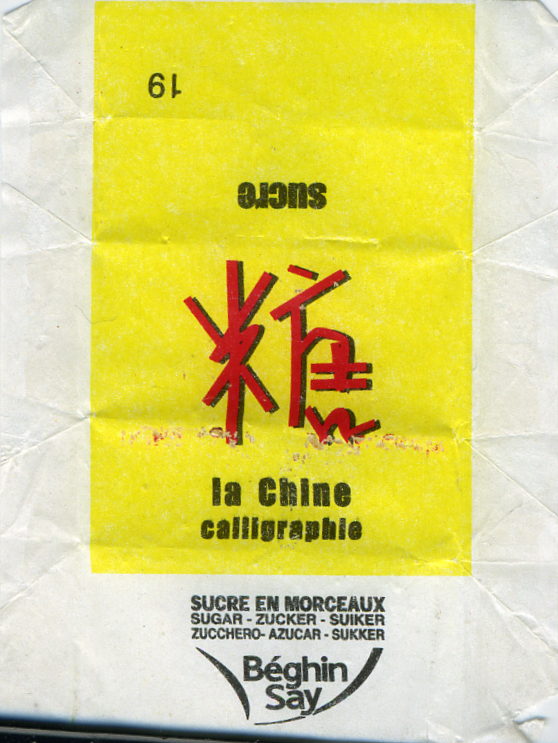 19
sucre
糖
la Chine
calligraphie
SUCRE EN MORCEAUX
SUGAR - ZUCKER - SUIKER
ZUCCHERO - AZUCAR - SUKKER
Béghin
Say